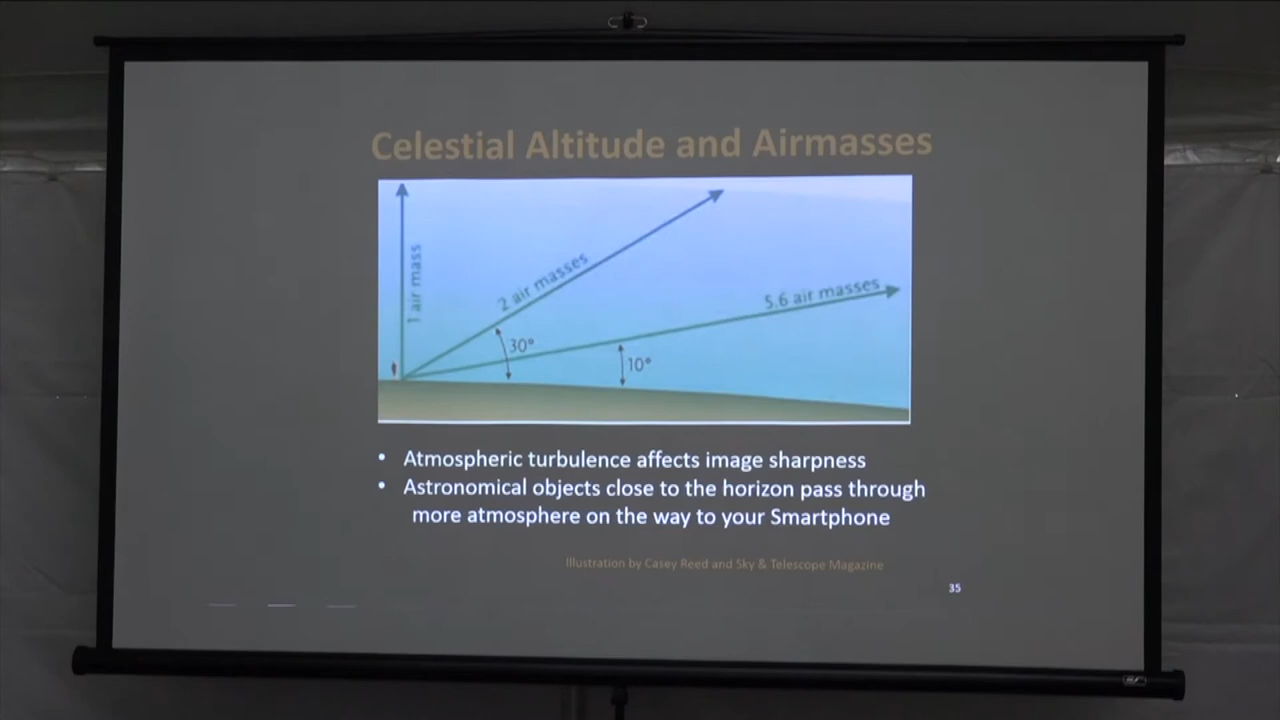 Celestial Altitude and Airmasses
1 air mass
2 air masses
5.6 air masses
30°
10°
• Atmospheric turbulence affects image sharpness
• Astronomical objects close to the horizon pass through
more atmosphere on the way to your Smartphone
Illustration by Casey Reed and Sky & Telescope Magazine
35